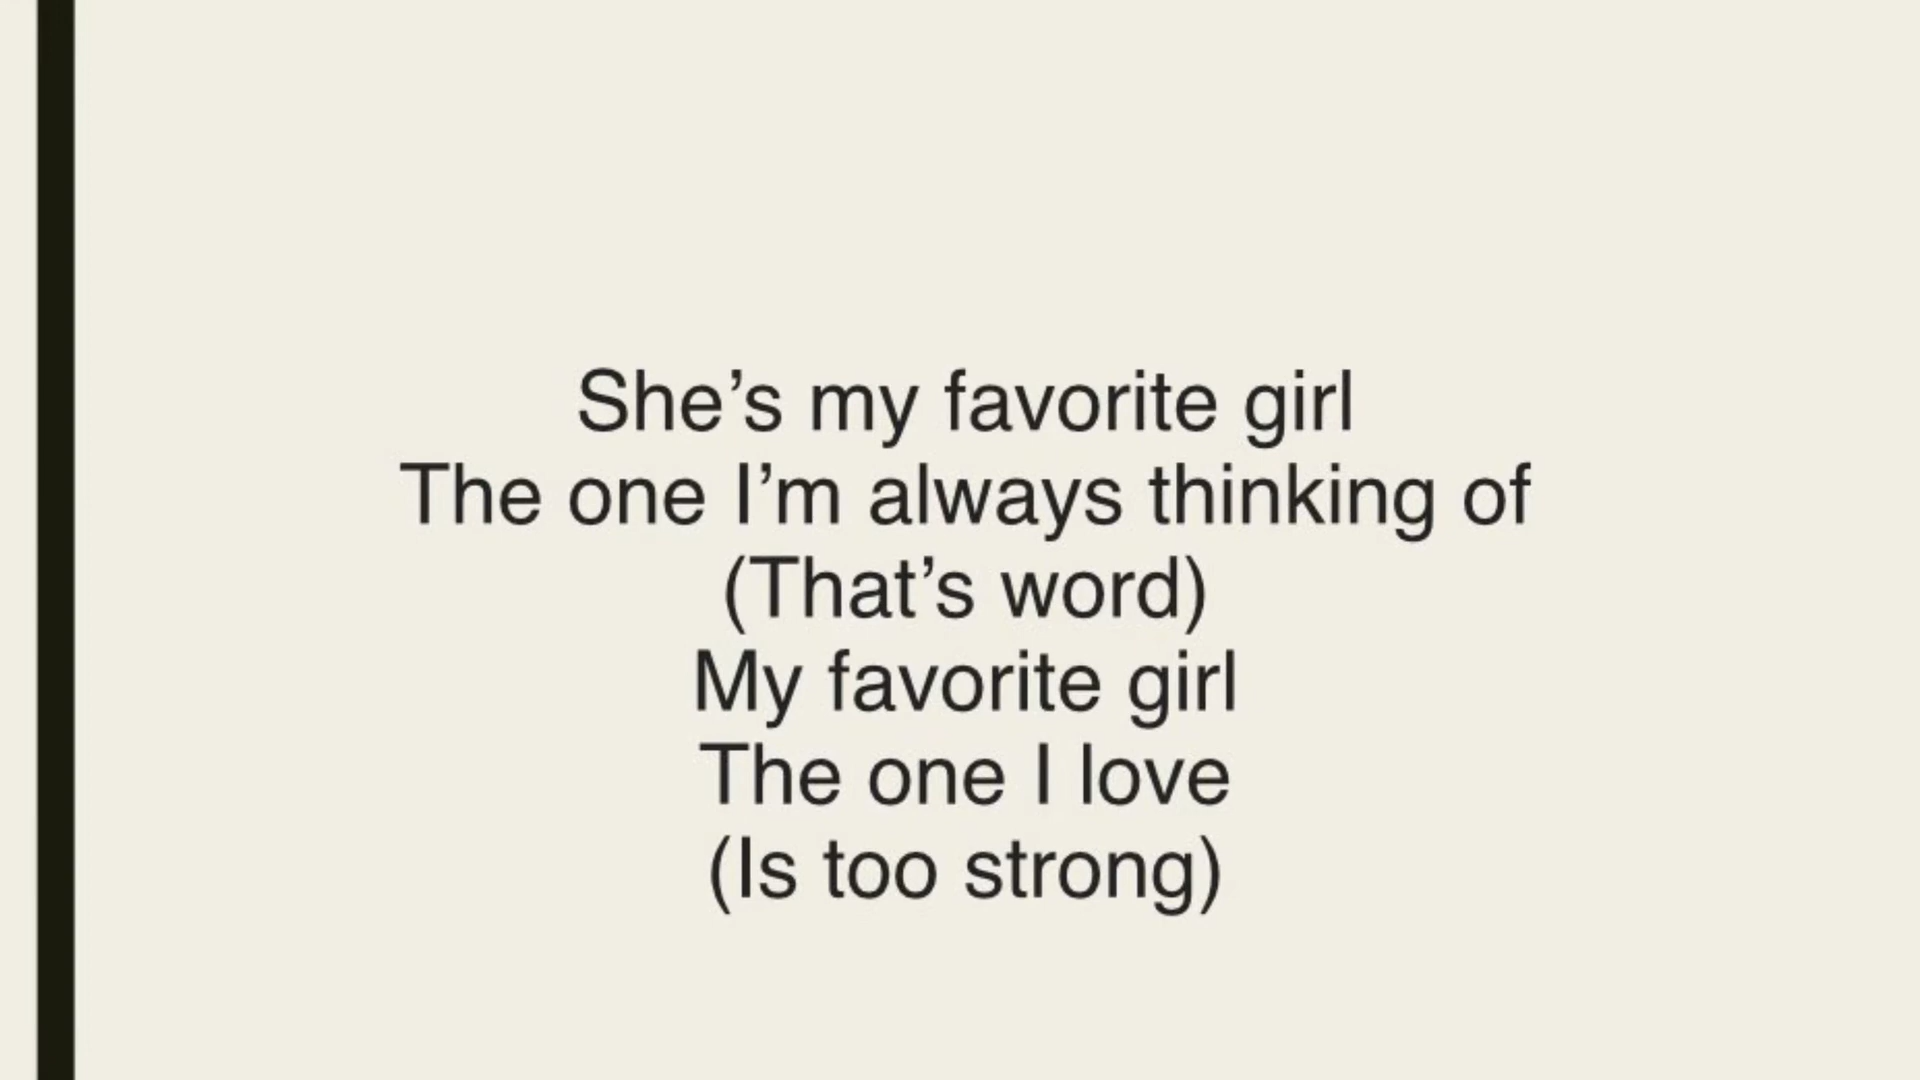 She’s my favorite girl
The one I’m always thinking of
(That’s word)
My favorite girl
The one I love
(Is too strong)